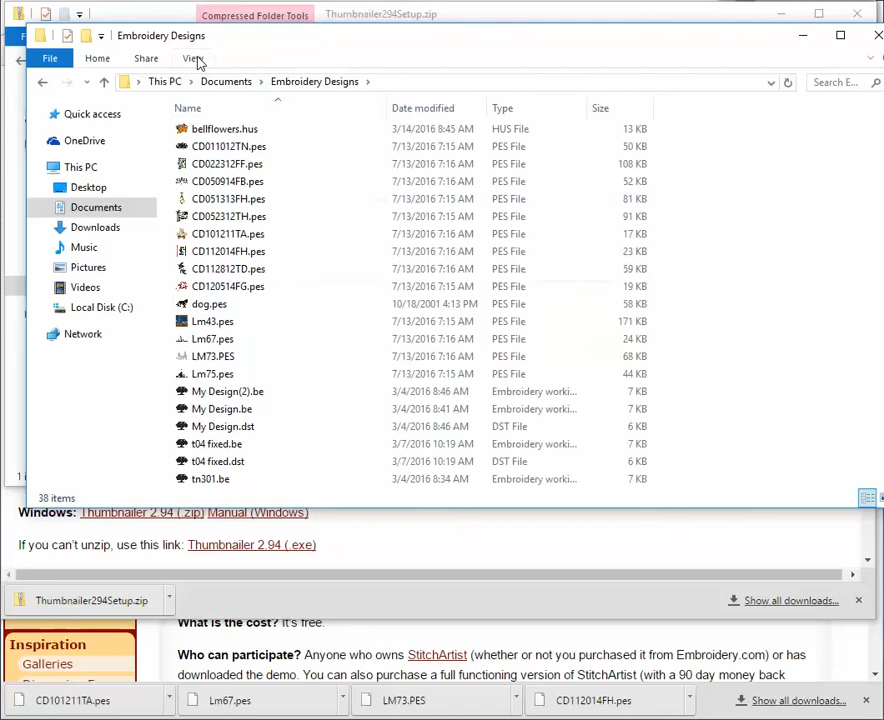 Compressed Folder Tools
Thumbnailer294Setup.zip
Embroidery Designs
File
Home
Share
View
This PC > Documents > Embroidery Designs >
Search E...
Name
Date modified
Type
Size
Quick access
OneDrive
This PC
Desktop
Documents
Downloads
Music
Pictures
Videos
Local Disk (C:)
Network
bellflowers.hus 3/14/2016 8:45 AM HUS File 13 KB
CD011012TN.pes 7/13/2016 7:15 AM PES File 50 KB
CD022312FF.pes 7/13/2016 7:16 AM PES File 108 KB
CD050914FB.pes 7/13/2016 7:16 AM PES File 52 KB
CD051313FH.pes 7/13/2016 7:15 AM PES File 81 KB
CD052312TH.pes 7/13/2016 7:16 AM PES File 91 KB
CD101211TA.pes 7/13/2016 7:16 AM PES File 17 KB
CD112014FH.pes 7/13/2016 7:16 AM PES File 23 KB
CD112812TD.pes 7/13/2016 7:16 AM PES File 59 KB
CD120514FG.pes 7/13/2016 7:15 AM PES File 19 KB
dog.pes 10/18/2001 4:13 PM PES File 58 KB
Lm43.pes 7/13/2016 7:15 AM PES File 171 KB
Lm67.pes 7/13/2016 7:16 AM PES File 24 KB
LM73.PES 7/13/2016 7:16 AM PES File 68 KB
Lm75.pes 7/13/2016 7:15 AM PES File 44 KB
My Design(2).be 3/4/2016 8:46 AM Embroidery worki... 7 KB
My Design.be 3/4/2016 8:41 AM Embroidery worki... 7 KB
My Design.dst 3/4/2016 8:46 AM DST File 6 KB
t04 fixed.be 3/7/2016 10:19 AM Embroidery worki... 7 KB
t04 fixed.dst 3/7/2016 10:19 AM DST File 6 KB
tn301.be 3/4/2016 8:34 AM Embroidery worki... 7 KB
38 items
Windows: Thumbnailer 2.94 (.zip) Manual (Windows)
If you can't unzip, use this link: Thumbnailer 2.94 (.exe)
Thumbnailer294Setup.zip
Show all downloads...
What is the cost? It's free.
Inspiration
Galleries
Who can participate? Anyone who owns StitchArtist (whether or not you purchased it from Embroidery.com) or has
downloaded the demo. You can also purchase a full functioning version of StitchArtist (with a 90 day money back
CD101211TA.pes
Lm67.pes
LM73.PES
CD112014FH.pes
Show all downloads...